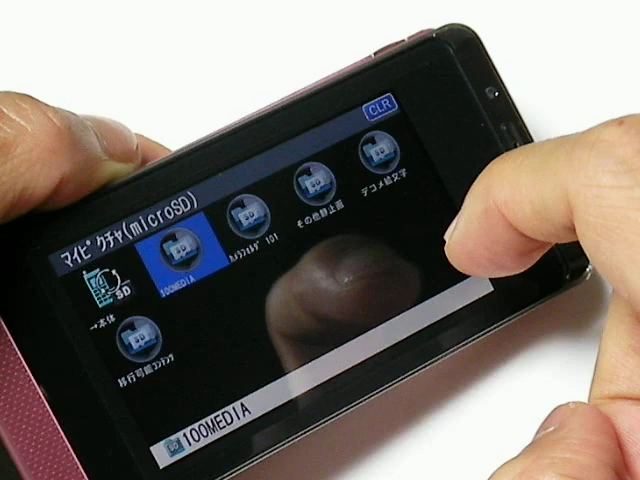 CLR
マイピクチャ(microSD)
SD
→本体
100MEDIA
カメラフォルダ 101
その他静止画
デコメ絵文字
移行可能コンテンツ
100MEDIA